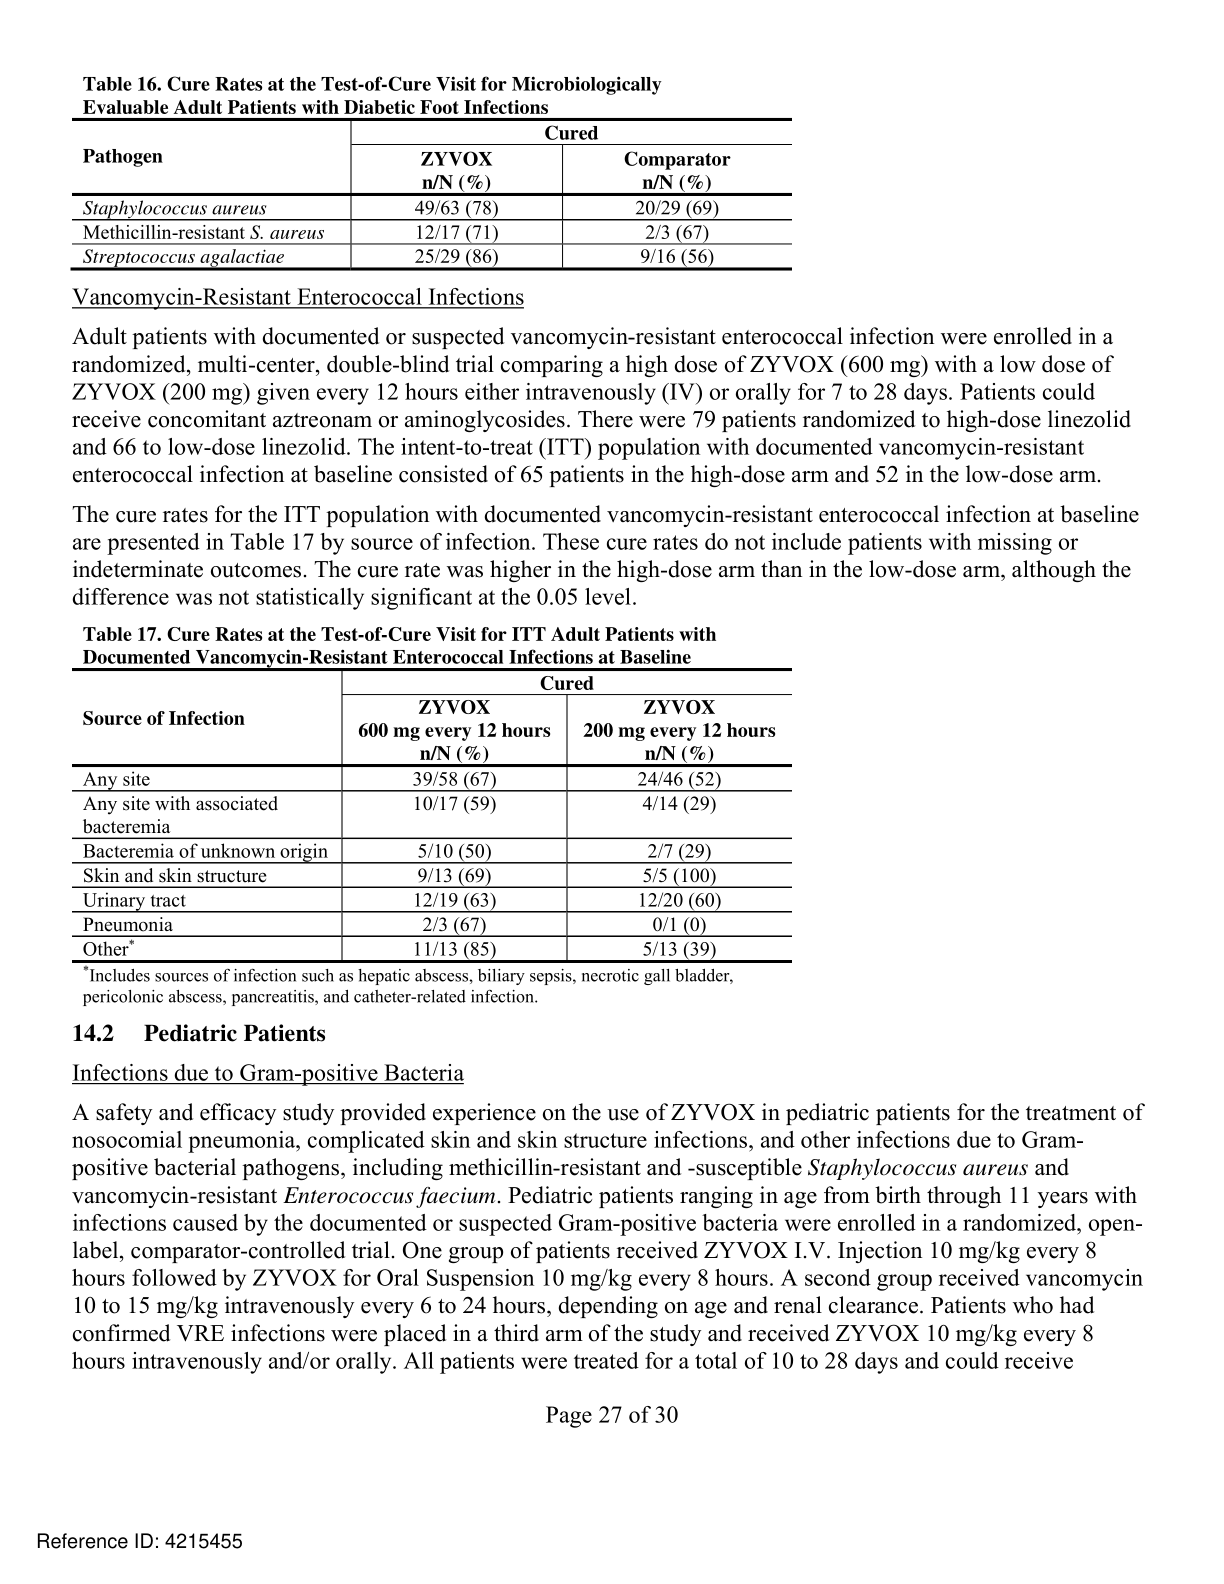 Table 16. Cure Rates at the Test-of-Cure Visit for Microbiologically
Evaluable Adult Patients with Diabetic Foot Infections
Pathogen
Cured
ZYVOX
n/N (%)
Comparator
n/N (%)
Staphylococcus aureus 49/63 (78) 20/29 (69)
Methicillin-resistant S. aureus 12/17 (71) 2/3 (67)
Streptococcus agalactiae 25/29 (86) 9/16 (56)
Vancomycin-Resistant Enterococcal Infections
Adult patients with documented or suspected vancomycin-resistant enterococcal infection were enrolled in a
randomized, multi-center, double-blind trial comparing a high dose of ZYVOX (600 mg) with a low dose of
ZYVOX (200 mg) given every 12 hours either intravenously (IV) or orally for 7 to 28 days. Patients could
receive concomitant aztreonam or aminoglycosides. There were 79 patients randomized to high-dose linezolid
and 66 to low-dose linezolid. The intent-to-treat (ITT) population with documented vancomycin-resistant
enterococcal infection at baseline consisted of 65 patients in the high-dose arm and 52 in the low-dose arm.
The cure rates for the ITT population with documented vancomycin-resistant enterococcal infection at baseline
are presented in Table 17 by source of infection. These cure rates do not include patients with missing or
indeterminate outcomes. The cure rate was higher in the high-dose arm than in the low-dose arm, although the
difference was not statistically significant at the 0.05 level.
Table 17. Cure Rates at the Test-of-Cure Visit for ITT Adult Patients with
Documented Vancomycin-Resistant Enterococcal Infections at Baseline
Source of Infection
Cured
ZYVOX
600 mg every 12 hours
n/N (%)
ZYVOX
200 mg every 12 hours
n/N (%)
Any site 39/58 (67) 24/46 (52)
Any site with associated 10/17 (59) 4/14 (29)
bacteremia
Bacteremia of unknown origin 5/10 (50) 2/7 (29)
Skin and skin structure 9/13 (69) 5/5 (100)
Urinary tract 12/19 (63) 12/20 (60)
Pneumonia 2/3 (67) 0/1 (0)
Other* 11/13 (85) 5/13 (39)
*Includes sources of infection such as hepatic abscess, biliary sepsis, necrotic gall bladder,
pericolonic abscess, pancreatitis, and catheter-related infection.
14.2 Pediatric Patients
Infections due to Gram-positive Bacteria
A safety and efficacy study provided experience on the use of ZYVOX in pediatric patients for the treatment of
nosocomial pneumonia, complicated skin and skin structure infections, and other infections due to Gram-
positive bacterial pathogens, including methicillin-resistant and -susceptible Staphylococcus aureus and
vancomycin-resistant Enterococcus faecium. Pediatric patients ranging in age from birth through 11 years with
infections caused by the documented or suspected Gram-positive bacteria were enrolled in a randomized, open-
label, comparator-controlled trial. One group of patients received ZYVOX I.V. Injection 10 mg/kg every 8
hours followed by ZYVOX for Oral Suspension 10 mg/kg every 8 hours. A second group received vancomycin
10 to 15 mg/kg intravenously every 6 to 24 hours, depending on age and renal clearance. Patients who had
confirmed VRE infections were placed in a third arm of the study and received ZYVOX 10 mg/kg every 8
hours intravenously and/or orally. All patients were treated for a total of 10 to 28 days and could receive
Page 27 of 30
Reference ID: 4215455